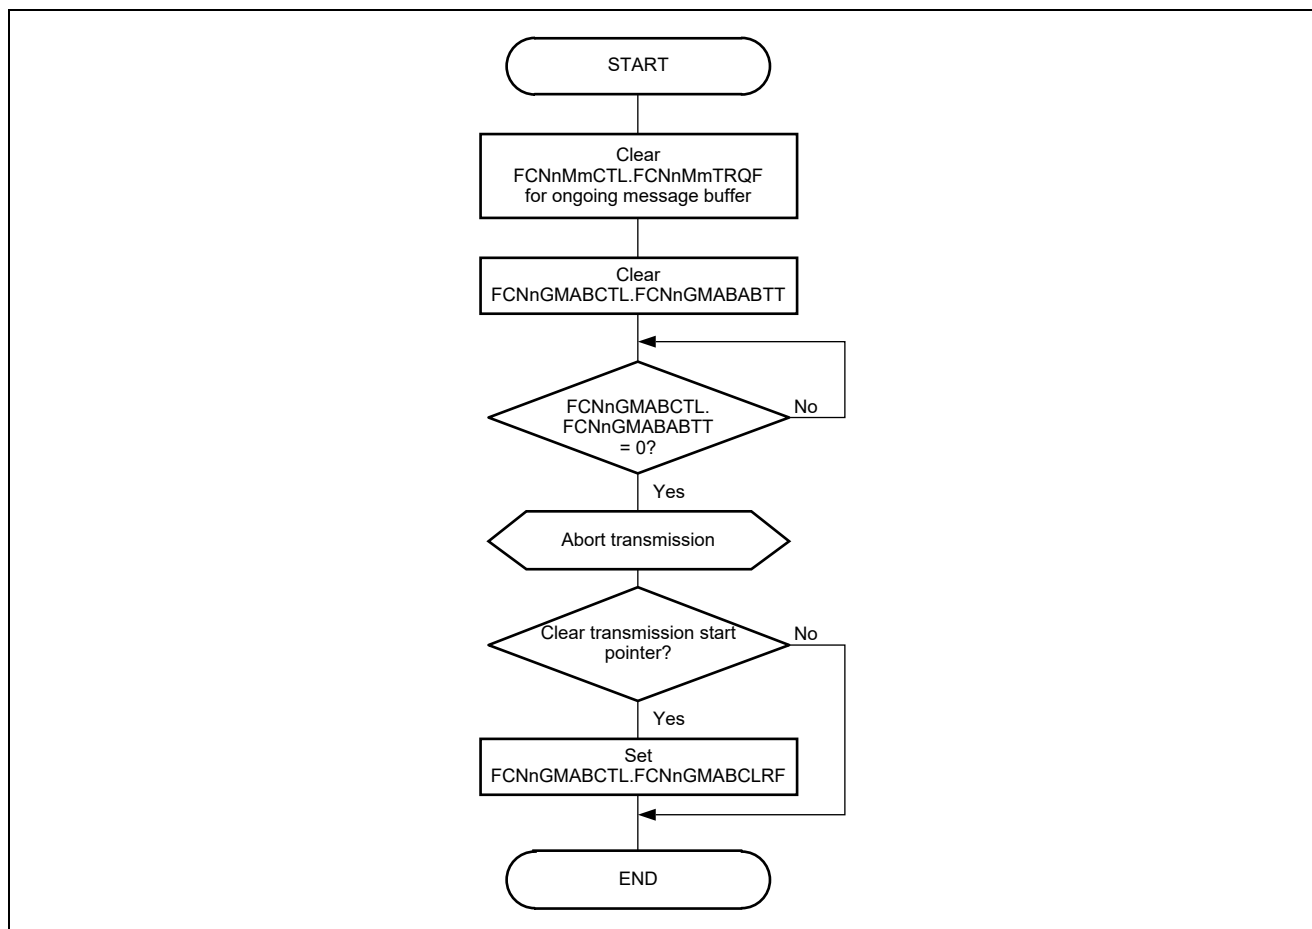 START
Clear
FCNnMmCTL.FCNnMmTRQF
for ongoing message buffer
Clear
FCNnGMABCTL.FCNnGMABABTT
FCNnGMABCTL.
FCNnGMABABTT
= 0?
No
Yes
Abort transmission
Clear transmission start
pointer?
No
Yes
Set
FCNnGMABCTL.FCNnGMABCLRF
END